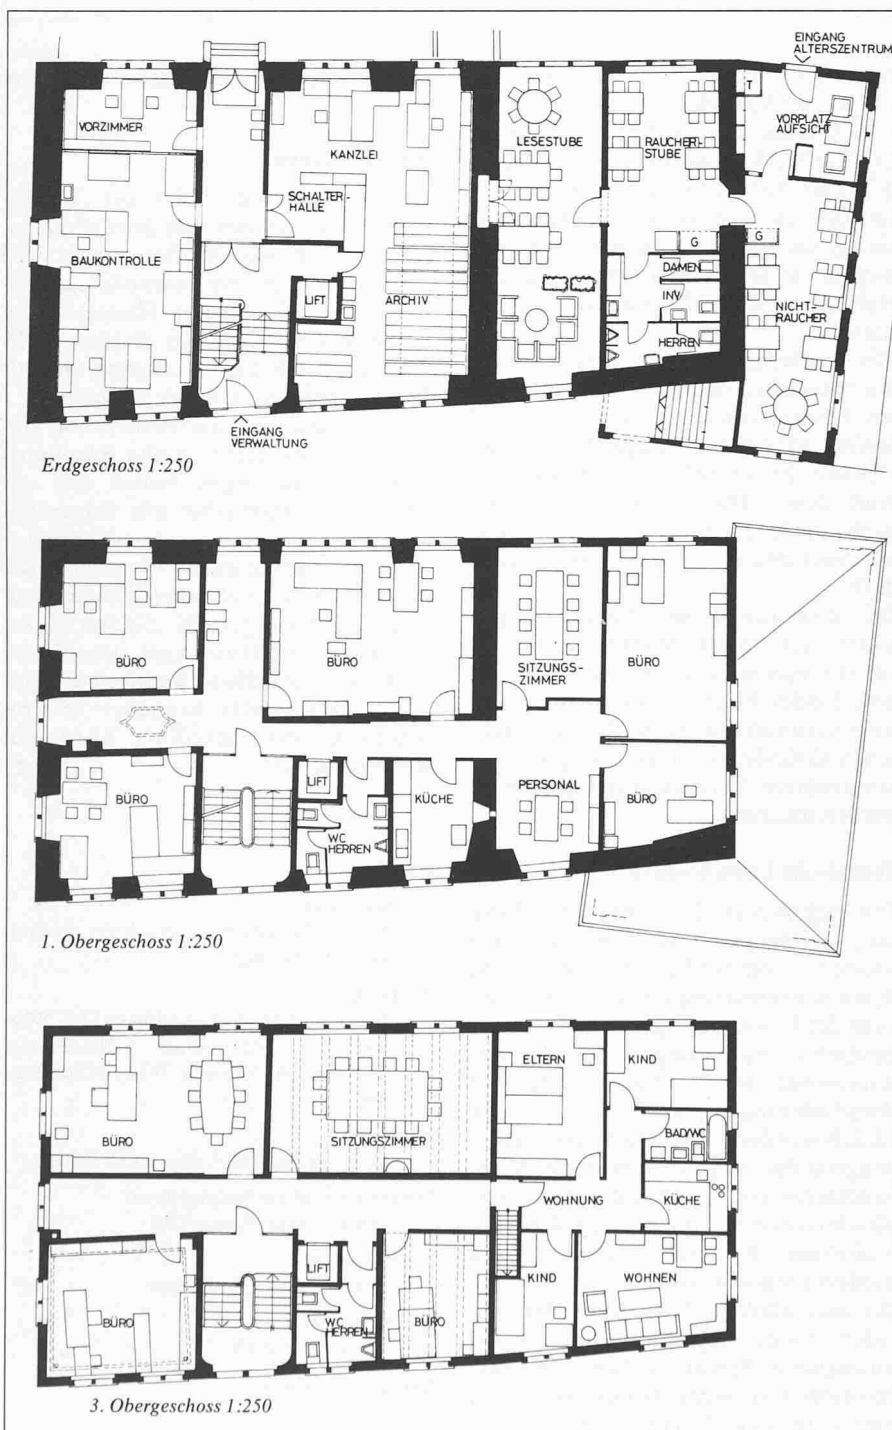 EINGANG
ALTERSZENTRUM
VORZIMMER
KANZLEI
LESESTUBE
RAUCHER-
STUBE
T
VORPLATZ
AUFSICHT
SCHALTER-
HALLE
BAUKONTROLLE
LIFT
ARCHIV
G
G
DAMEN
INV
HERREN
NICHT-
RAUCHER
EINGANG
VERWALTUNG
Erdgeschoss 1:250
BÜRO
BÜRO
SITZUNGS-
ZIMMER
BÜRO
BÜRO
LIFT
WC
HERREN
KÜCHE
PERSONAL
BÜRO
1. Obergeschoss 1:250
BÜRO
SITZUNGSZIMMER
ELTERN
KIND
BAD/WC
WOHNUNG
KÜCHE
BÜRO
LIFT
WC
HERREN
BÜRO
KIND
WOHNEN
3. Obergeschoss 1:250